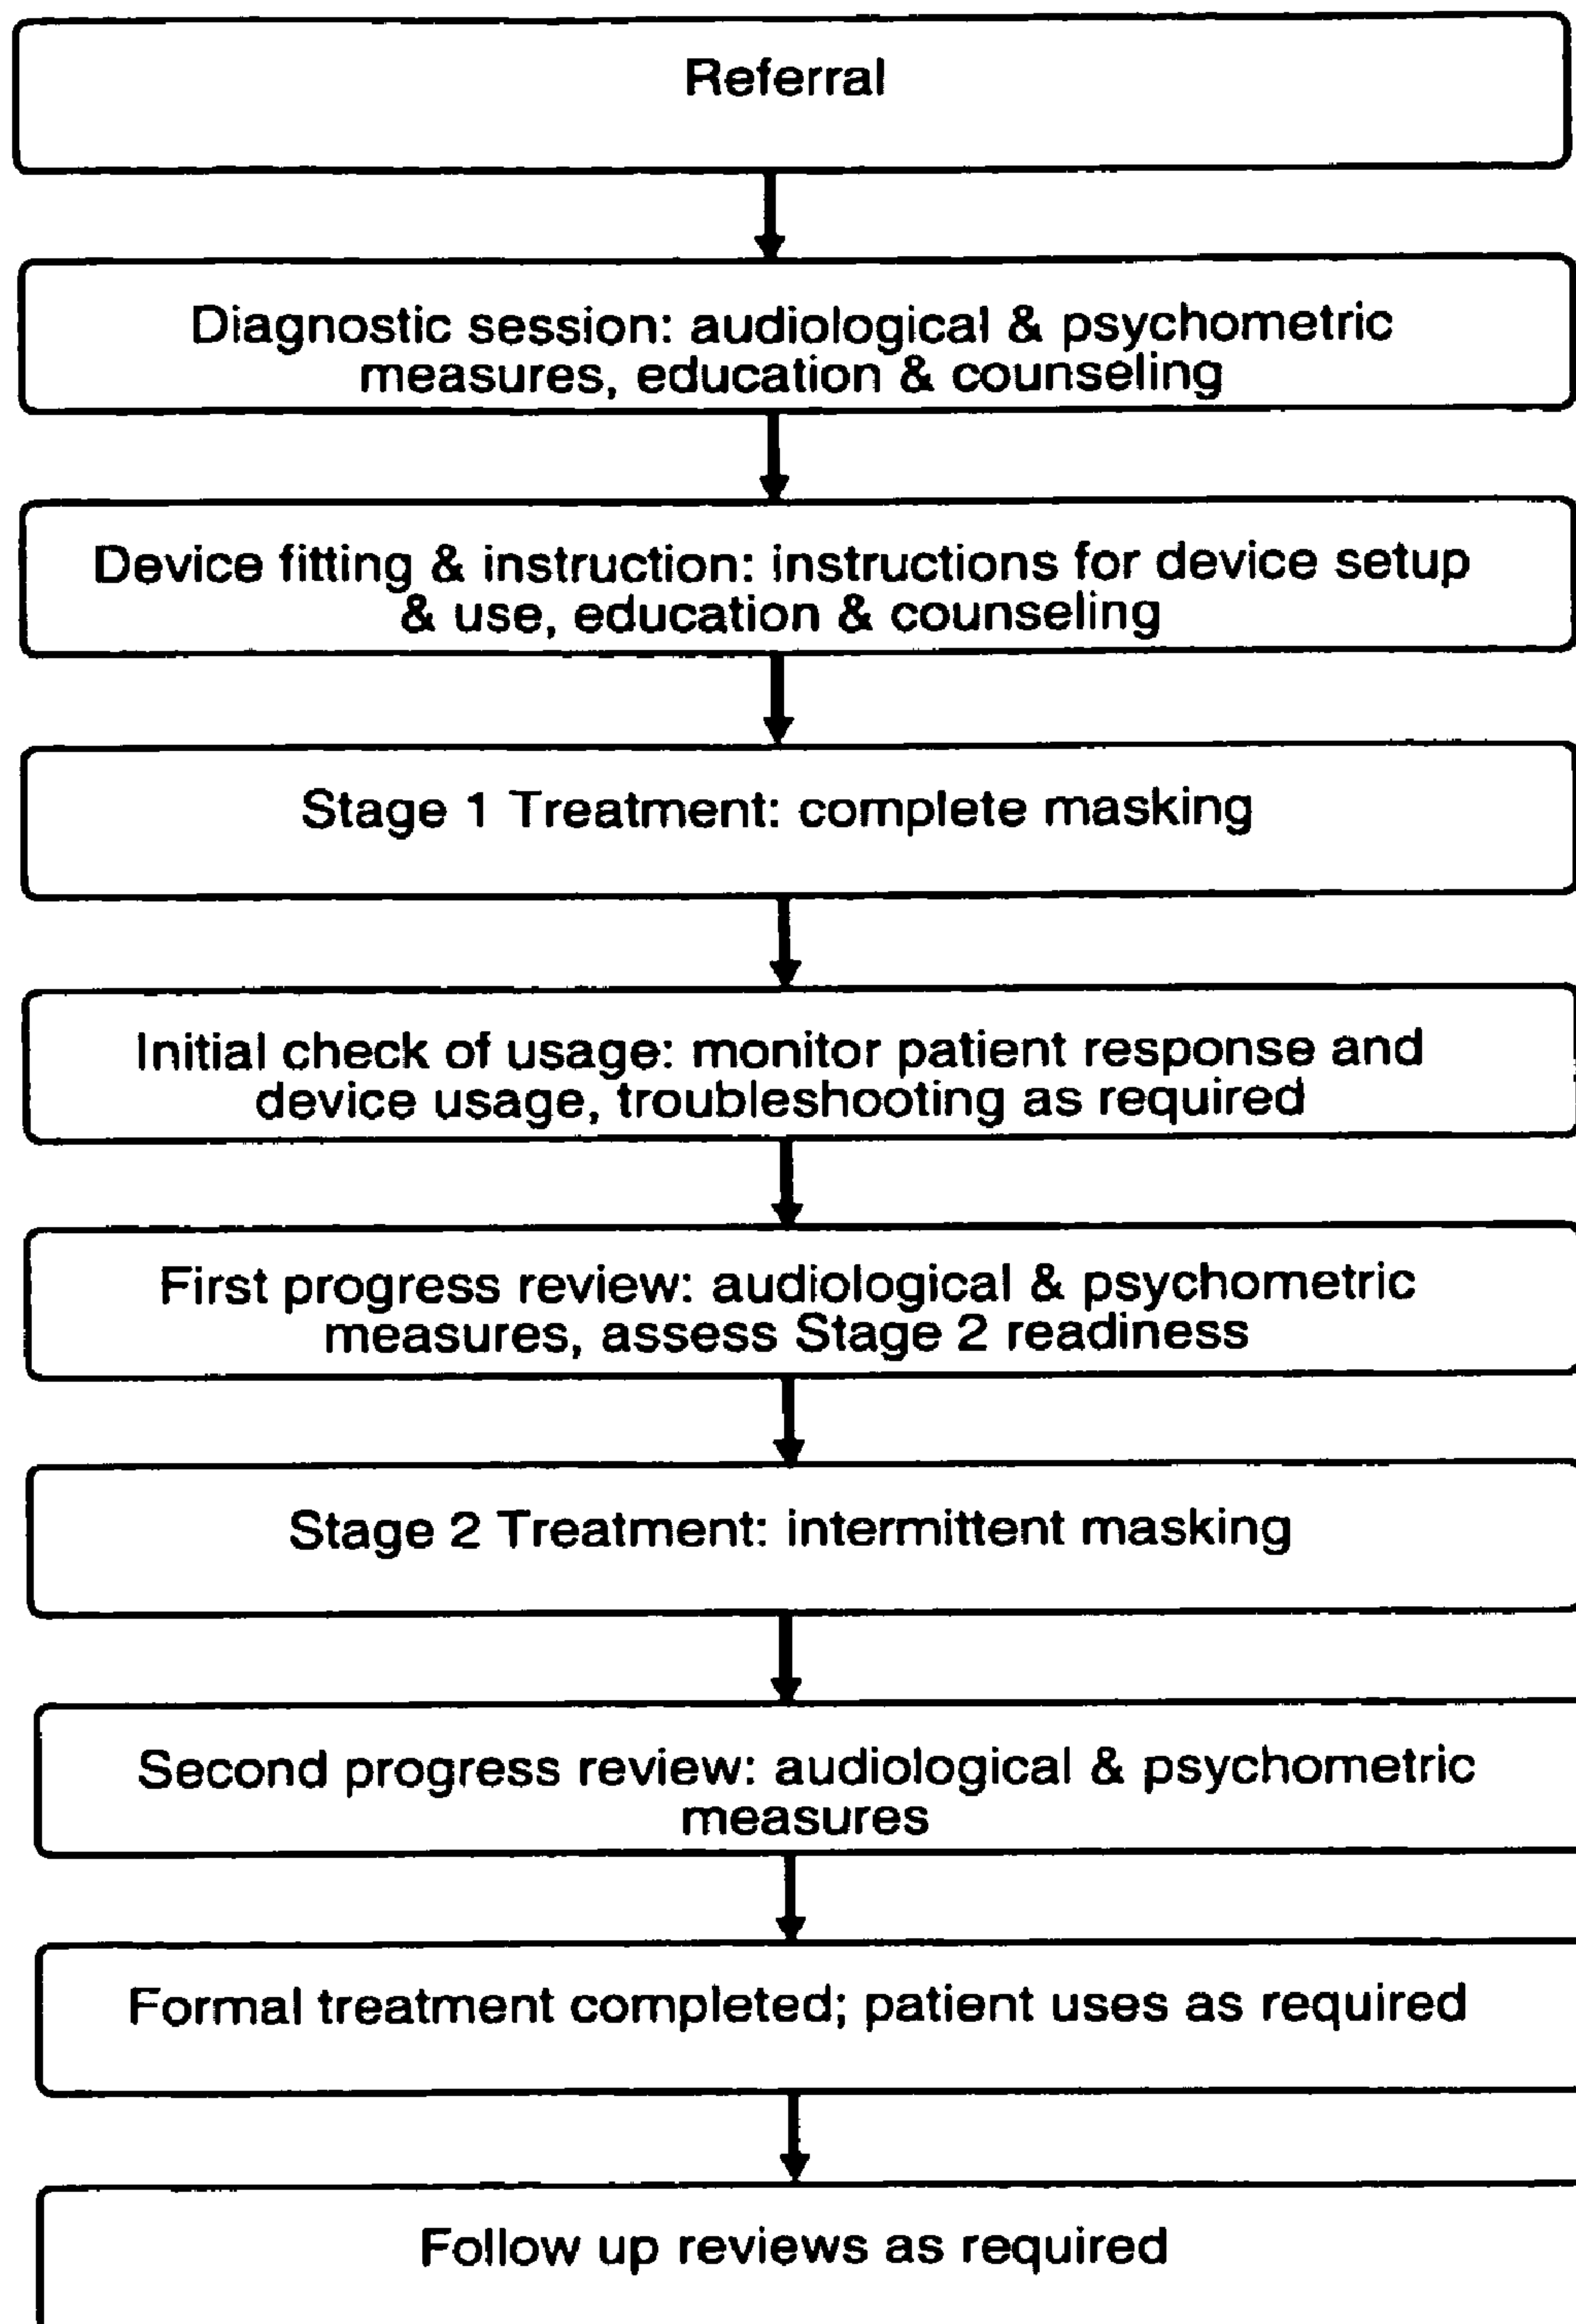 Referral
Diagnostic session: audiological & psychometric
measures, education & counseling
Device fitting & instruction: instructions for device setup
& use, education & counseling
Stage 1 Treatment: complete masking
Initial check of usage: monitor patient response and
device usage, troubleshooting as required
First progress review: audiological & psychometric
measures, assess Stage 2 readiness
Stage 2 Treatment: intermittent masking
Second progress review: audiological & psychometric
measures
Formal treatment completed; patient uses as required
Follow up reviews as required